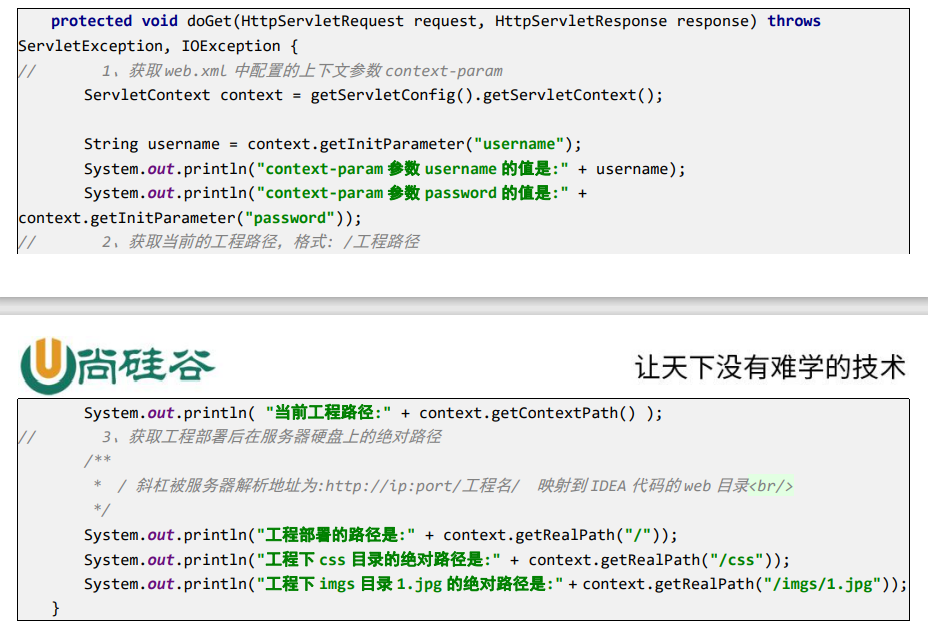 protected void doGet(HttpServletRequest request, HttpServletResponse response) throws
ServletException, IOException {
// 1、获取 web.xml 中配置的上下文参数 context-param
ServletContext context = getServletConfig().getServletContext();
String username = context.getInitParameter("username");
System.out.println("context-param 参数 username 的值是:" + username);
System.out.println("context-param 参数 password 的值是:" +
context.getInitParameter("password"));
// 2、获取当前的工程路径，格式: /工程路径
尚硅谷
让天下没有难学的技术
System.out.println( "当前工程路径:" + context.getContextPath() );
// 3、获取工程部署后在服务器硬盘上的绝对路径
/**
* / 斜杠被服务器解析地址为:http://ip:port/工程名/ 映射到 IDEA 代码的 web 目录<br/>
*/
System.out.println("工程部署的路径是:" + context.getRealPath("/"));
System.out.println("工程下 css 目录的绝对路径是:" + context.getRealPath("/css"));
System.out.println("工程下 imgs 目录 1.jpg 的绝对路径是:" + context.getRealPath("/imgs/1.jpg"));
}